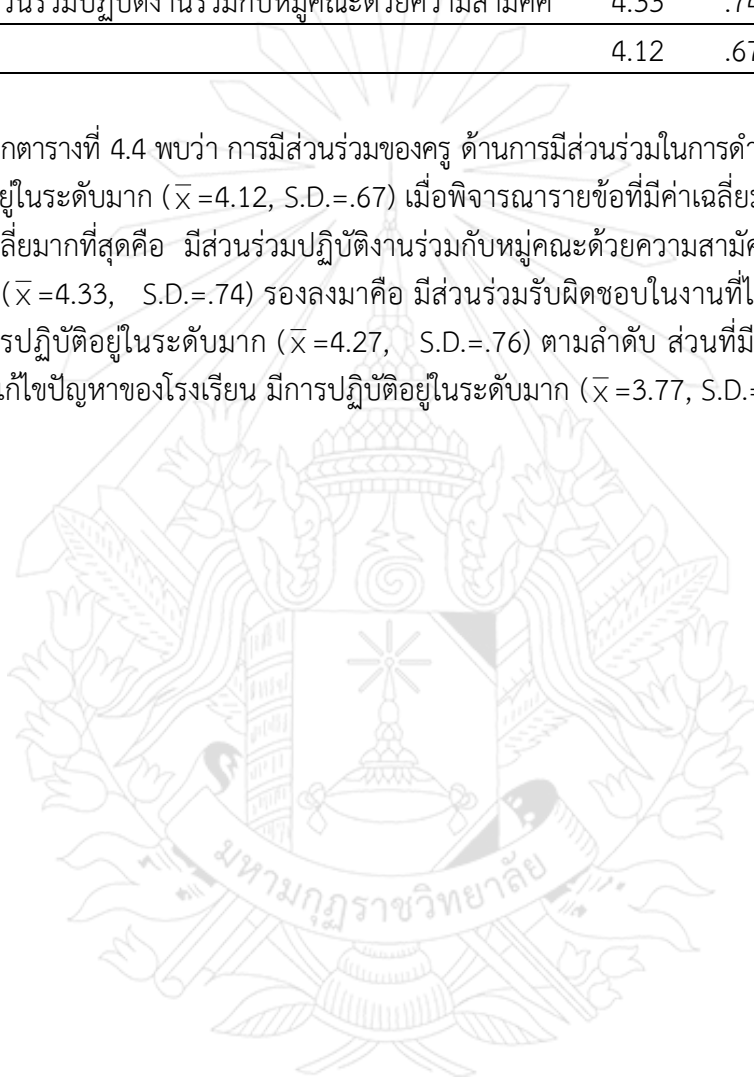 วนร่วมปฏิบัติงานร่วมกับหมู่คณะด้วยความสามัคคี 4.33 .74
4.12 .67
กตารางที่ 4.4 พบว่า การมีส่วนร่วมของครู ด้านการมีส่วนร่วมในการดำ
ยู่ในระดับมาก (x̅ =4.12, S.D.=.67) เมื่อพิจารณารายข้อที่มีค่าเฉลี่ย
ลี่ยมากที่สุดคือ มีส่วนร่วมปฏิบัติงานร่วมกับหมู่คณะด้วยความสามัค
(x̅ =4.33, S.D.=.74) รองลงมาคือ มีส่วนร่วมรับผิดชอบในงานที่ไ
รปฏิบัติอยู่ในระดับมาก (x̅ =4.27, S.D.=.76) ตามลำดับ ส่วนที่มี
แก้ไขปัญหาของโรงเรียน มีการปฏิบัติอยู่ในระดับมาก (x̅ =3.77, S.D.=
มหามกุฏราชวิทยาลัย